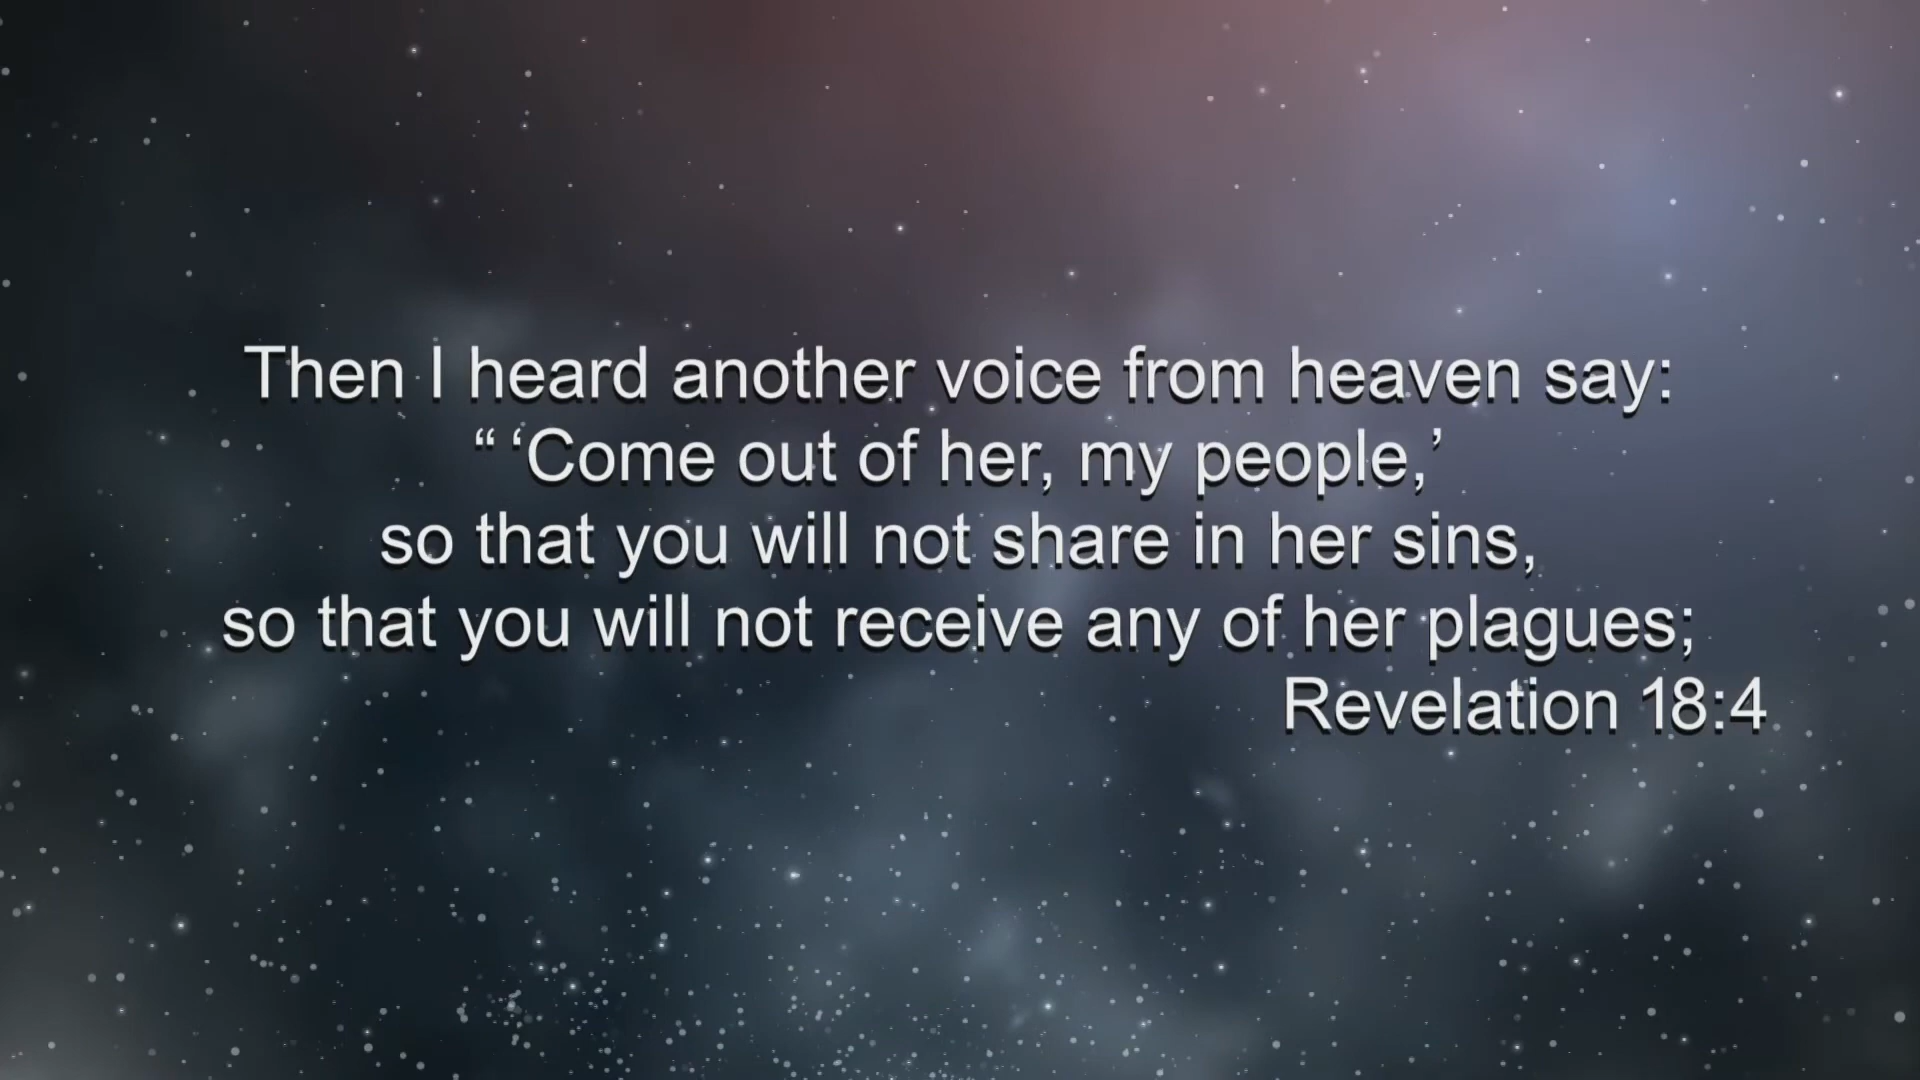 Then I heard another voice from heaven say:
“ ‘Come out of her, my people,’
so that you will not share in her sins,
so that you will not receive any of her plagues;
Revelation 18:4